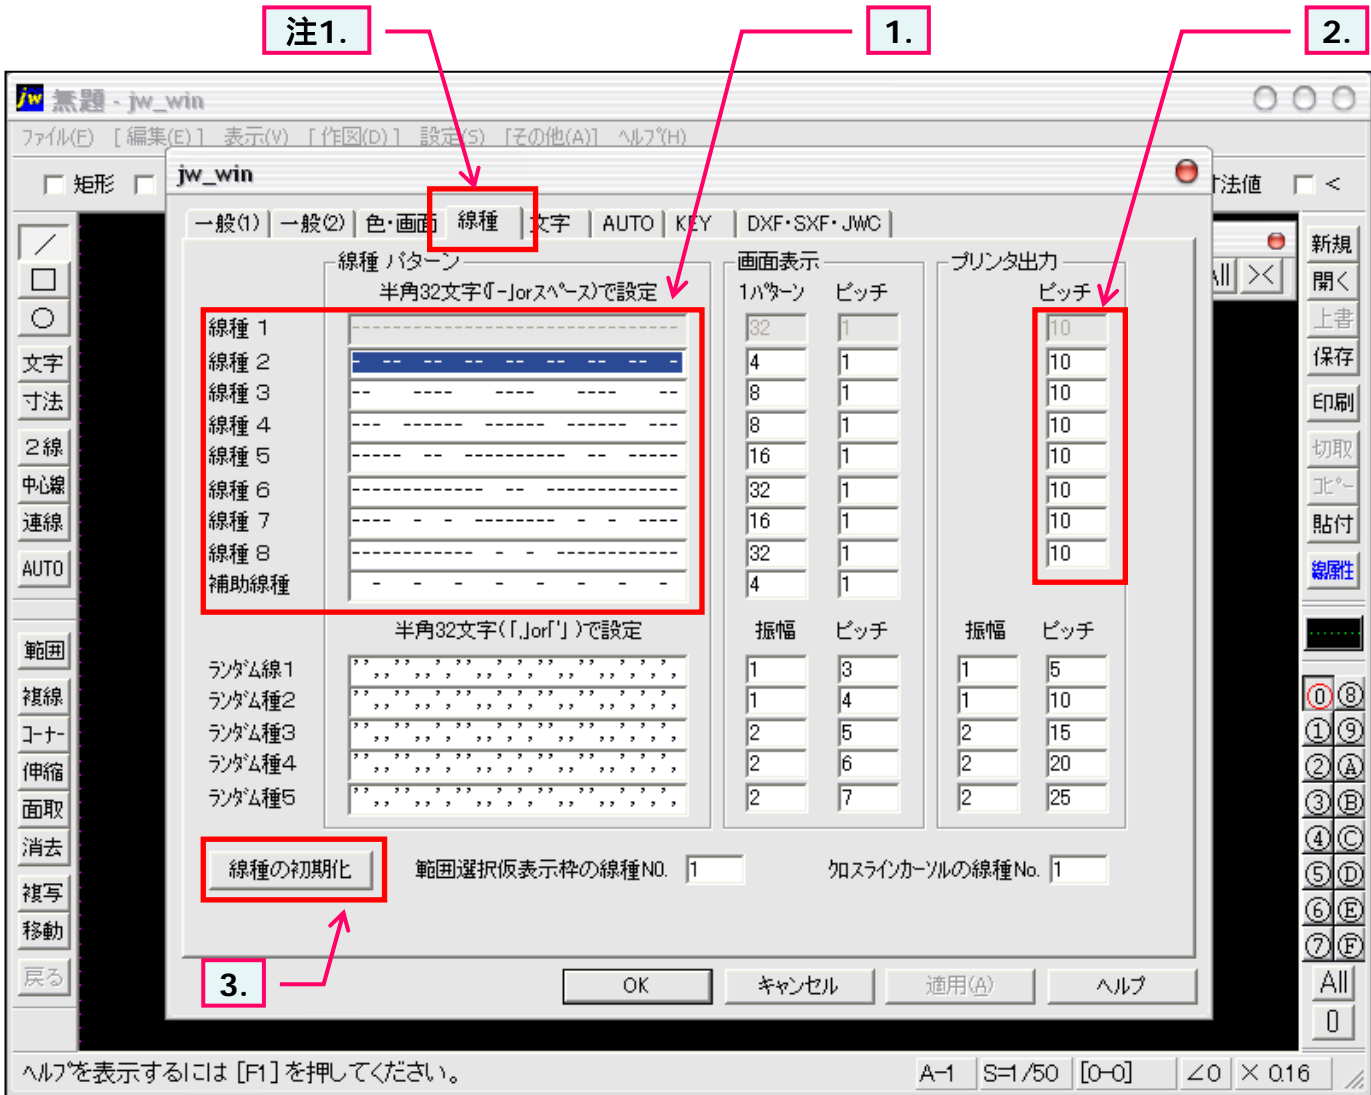 注1.
1.
2.
jw 無題 - jw_win
ﾌｧｲﾙ(F) [編集(E)] 表示(V) [作図(D)] 設定(S) [その他(A)] ﾍﾙﾌﾟ(H)
矩形
寸法値 <
jw_win
一般(1) 一般(2) 色・画面 線種 文字 AUTO KEY DXF・SXF・JWC
線種 パターン 画面表示 プリンタ出力
半角32文字(「-」orｽﾍﾟｰｽ)で設定 1ﾊﾟﾀｰﾝ ピッチ ピッチ
線種 1 -------------------------------- 32 1 10
線種 2 -  --  --  --  --  --  --  --  - 4 1 10
線種 3 --    ----    ----    ----    -- 8 1 10
線種 4 ---  ------  ------  ------  --- 8 1 10
線種 5 -----  --  -----------  --  ----- 16 1 10
線種 6 -------------  --  -------------- 32 1 10
線種 7 ----  -  -  --------  -  -  ---- 16 1 10
線種 8 ------------  -  -  ------------ 32 1 10
補助線種   -   -   -   -   -   -   -   - 4 1
半角32文字(「,」or「'」)で設定 振幅 ピッチ 振幅 ピッチ
ﾗﾝﾀﾞﾑ線1 '',,'',,',','',,',',',,'',,',',', 1 3 1 5
ﾗﾝﾀﾞﾑ種2 '',,'',,',','',,',',',,'',,',',', 1 4 1 10
ﾗﾝﾀﾞﾑ種3 '',,'',,',','',,',',',,'',,',',', 2 5 2 15
ﾗﾝﾀﾞﾑ種4 '',,'',,',','',,',',',,'',,',',', 2 6 2 20
ﾗﾝﾀﾞﾑ種5 '',,'',,',','',,',',',,'',,',',', 2 7 2 25
線種の初期化 範囲選択仮表示枠の線種NO. 1 ｸﾛｽﾗｲﾝｶｰｿﾙの線種No. 1
3.
OK キャンセル 適用(A) ヘルプ
文字
寸法
２線
中心線
連線
AUTO
範囲
複線
ｺｰﾅｰ
伸縮
面取
消去
複写
移動
戻る
All
新規
開く
上書
保存
印刷
切取
ｺﾋﾟｰ
貼付
線属性
⓪ ⑧
① ⑨
② Ⓐ
③ Ⓑ
④ Ⓒ
⑤ Ⓓ
⑥ Ⓔ
⑦ Ⓕ
All
0
ﾍﾙﾌﾟを表示するには [F1] を押してください。 A-1 S=1/50 [0-0] ∠0 × 0.16